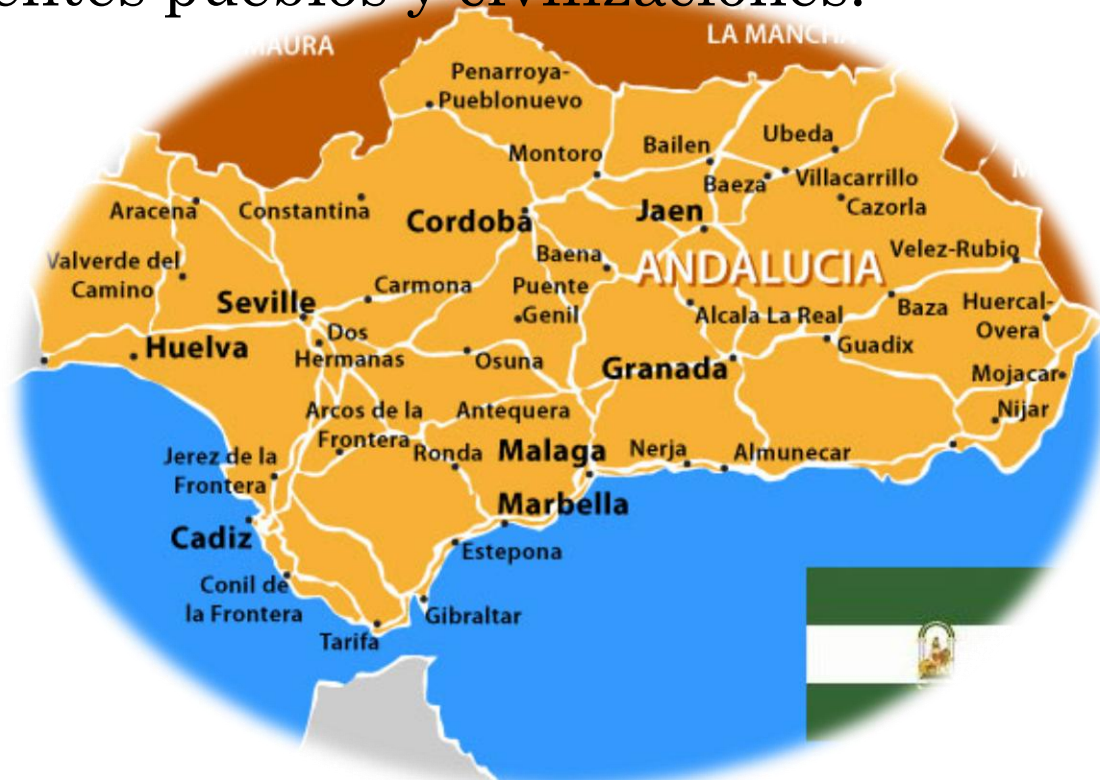 entes pueblos y civilizaciones.
MAURA
LA MANCHA
Penarroya-
Pueblonuevo
Ubeda
Bailen
Montoro
Baeza
Villacarrillo
Aracena
Constantina
Cordoba
Jaen
Cazorla
Velez-Rubio
Baena
ANDALUCIA
Valverde del
Camino
Carmona
Puente
Genil
Seville
Alcala La Real
Baza
Huercal-
Overa
Dos
Hermanas
Huelva
Osuna
Guadix
Granada
Mojacar
Nijar
Arcos de la
Frontera
Antequera
Ronda
Malaga
Nerja
Almunecar
Jerez de la
Frontera
Marbella
Cadiz
Estepona
Conil de
la Frontera
Gibraltar
Tarifa